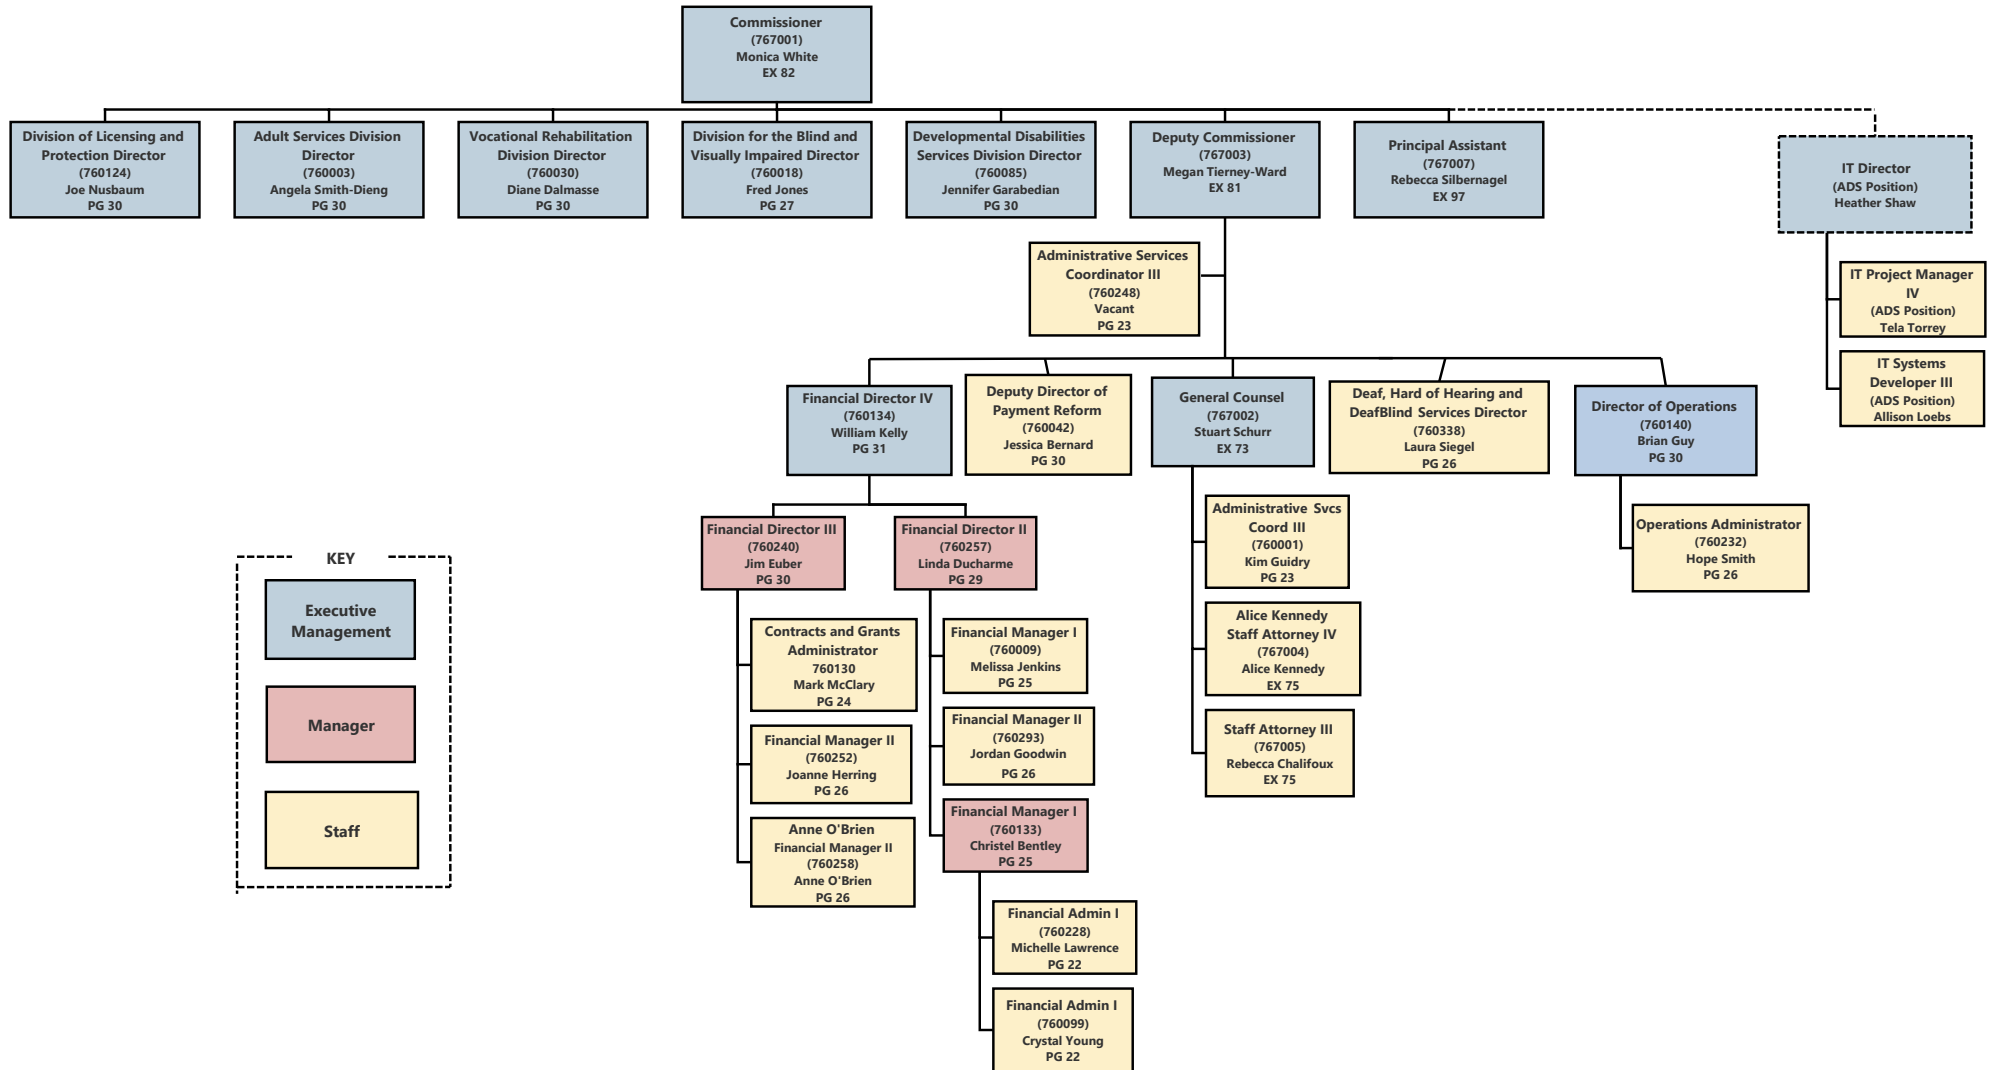 Commissioner
(767001)
Monica White
EX 82
Division of Licensing and
Protection Director
(760124)
Joe Nusbaum
PG 30
Adult Services Division
Director
(760003)
Angela Smith-Dieng
PG 30
Vocational Rehabilitation
Division Director
(760030)
Diane Dalmasse
PG 30
Division for the Blind and
Visually Impaired Director
(760018)
Fred Jones
PG 27
Developmental Disabilities
Services Division Director
(760085)
Jennifer Garabedian
PG 30
Deputy Commissioner
(767003)
Megan Tierney-Ward
EX 81
Principal Assistant
(767007)
Rebecca Silbernagel
EX 97
IT Director
(ADS Position)
Heather Shaw
IT Project Manager
IV
(ADS Position)
Tela Torrey
IT Systems
Developer III
(ADS Position)
Allison Loebs
Administrative Services
Coordinator III
(760248)
Vacant
PG 23
Financial Director IV
(760134)
William Kelly
PG 31
Deputy Director of
Payment Reform
(760042)
Jessica Bernard
PG 30
General Counsel
(767002)
Stuart Schurr
EX 73
Deaf, Hard of Hearing and
DeafBlind Services Director
(760338)
Laura Siegel
PG 26
Director of Operations
(760140)
Brian Guy
PG 30
Financial Director III
(760240)
Jim Euber
PG 30
Financial Director II
(760257)
Linda Ducharme
PG 29
Administrative Svcs
Coord III
(760001)
Kim Guidry
PG 23
Operations Administrator
(760232)
Hope Smith
PG 26
Contracts and Grants
Administrator
760130
Mark McClary
PG 24
Financial Manager II
(760252)
Joanne Herring
PG 26
Anne O'Brien
Financial Manager II
(760258)
Anne O'Brien
PG 26
Financial Manager I
(760009)
Melissa Jenkins
PG 25
Financial Manager II
(760293)
Jordan Goodwin
PG 26
Financial Manager I
(760133)
Christel Bentley
PG 25
Financial Admin I
(760228)
Michelle Lawrence
PG 22
Financial Admin I
(760099)
Crystal Young
PG 22
Alice Kennedy
Staff Attorney IV
(767004)
Alice Kennedy
EX 75
Staff Attorney III
(767005)
Rebecca Chalifoux
EX 75
KEY
Executive
Management
Manager
Staff